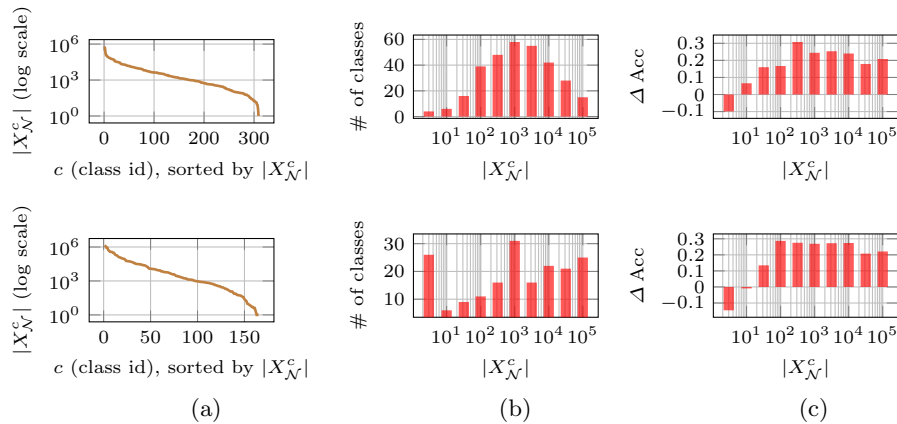 |X^c_𝒩| (log scale)
10^6
10^3
10^0
0 100 200 300
c (class id), sorted by |X^c_𝒩|
# of classes
60
40
20
0
10^1 10^2 10^3 10^4 10^5
|X^c_𝒩|
Δ Acc
0.3
0.2
0.1
0
−0.1
10^1 10^2 10^3 10^4 10^5
|X^c_𝒩|
|X^c_𝒩| (log scale)
10^6
10^3
10^0
0 50 100 150
c (class id), sorted by |X^c_𝒩|
# of classes
30
20
10
10^1 10^2 10^3 10^4 10^5
|X^c_𝒩|
Δ Acc
0.3
0.2
0.1
0
−0.1
10^1 10^2 10^3 10^4 10^5
|X^c_𝒩|
(a) (b) (c)